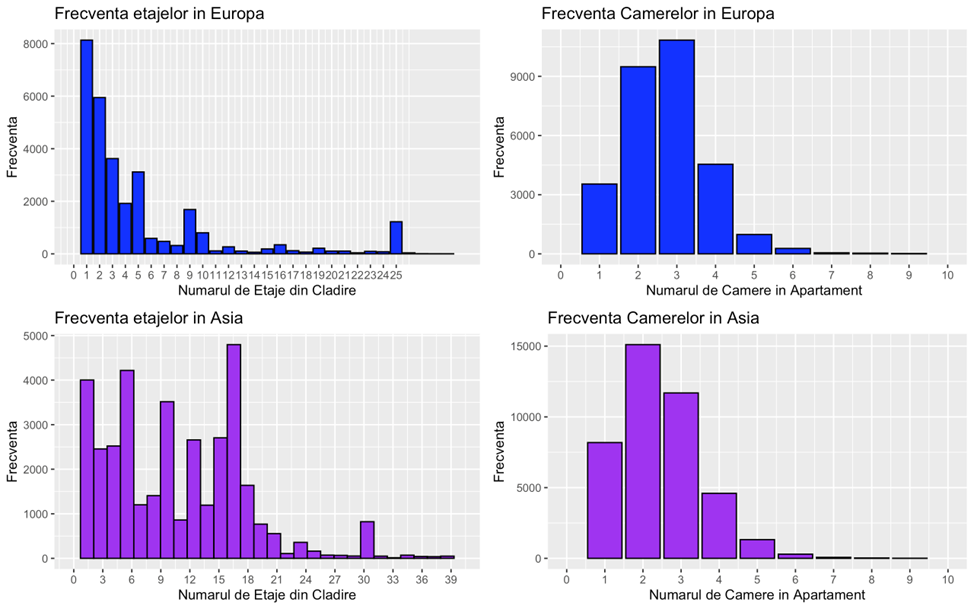 Frecventa etajelor in Europa
8000
6000
4000
2000
0
Frecventa
0 1 2 3 4 5 6 7 8 9 10 11 12 13 14 15 16 17 18 19 20 21 22 23 24 25
Numarul de Etaje din Cladire
Frecventa Camerelor in Europa
9000
6000
3000
0
Frecventa
0 1 2 3 4 5 6 7 8 9 10
Numarul de Camere in Apartament
Frecventa etajelor in Asia
5000
4000
3000
2000
1000
0
Frecventa
0 3 6 9 12 15 18 21 24 27 30 33 36 39
Numarul de Etaje din Cladire
Frecventa Camerelor in Asia
15000
10000
5000
0
Frecventa
0 1 2 3 4 5 6 7 8 9 10
Numarul de Camere in Apartament